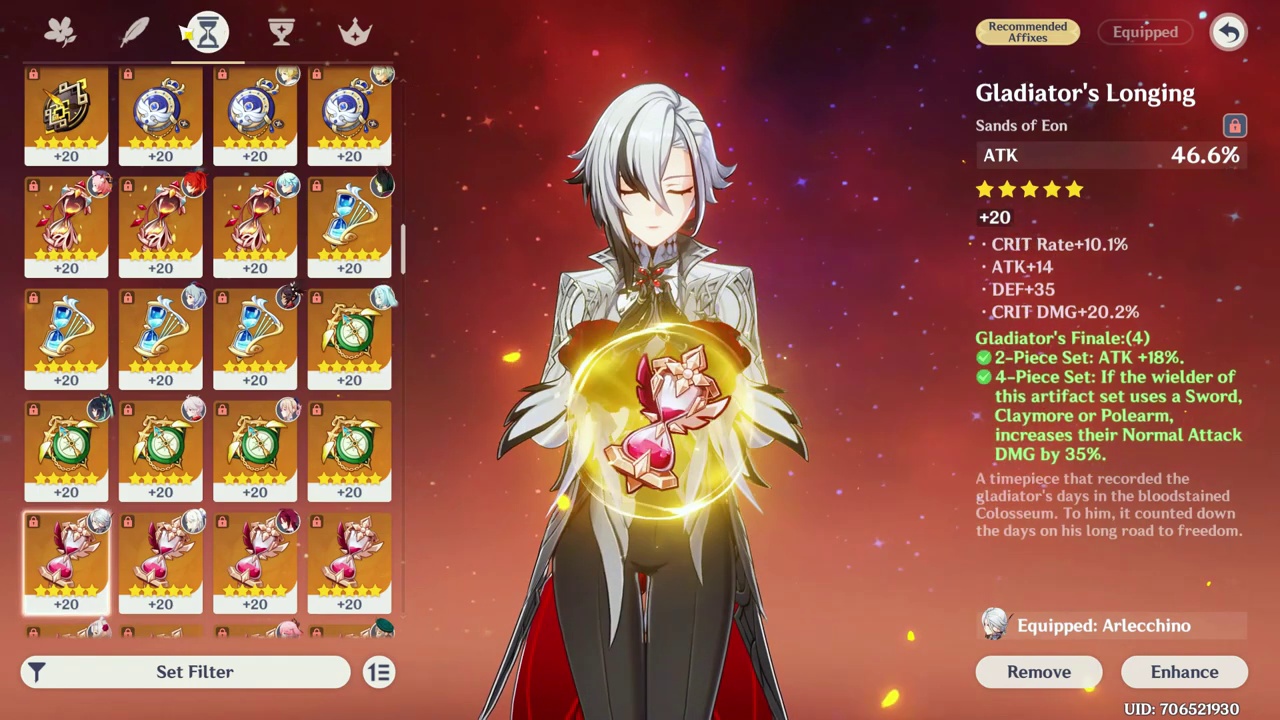 Recommended
Affixes
Equipped
Gladiator's Longing
Sands of Eon
ATK 46.6%
+20
· CRIT Rate+10.1%
· ATK+14
· DEF+35
· CRIT DMG+20.2%
Gladiator's Finale:(4)
2-Piece Set: ATK +18%.
4-Piece Set: If the wielder of
this artifact set uses a Sword,
Claymore or Polearm,
increases their Normal Attack
DMG by 35%.
A timepiece that recorded the
gladiator's days in the bloodstained
Colosseum. To him, it counted down
the days on his long road to freedom.
Equipped: Arlecchino
Remove Enhance
UID: 706521930
+20 +20 +20 +20
+20 +20 +20 +20
+20 +20 +20 +20
+20 +20 +20 +20
+20 +20 +20 +20
Set Filter